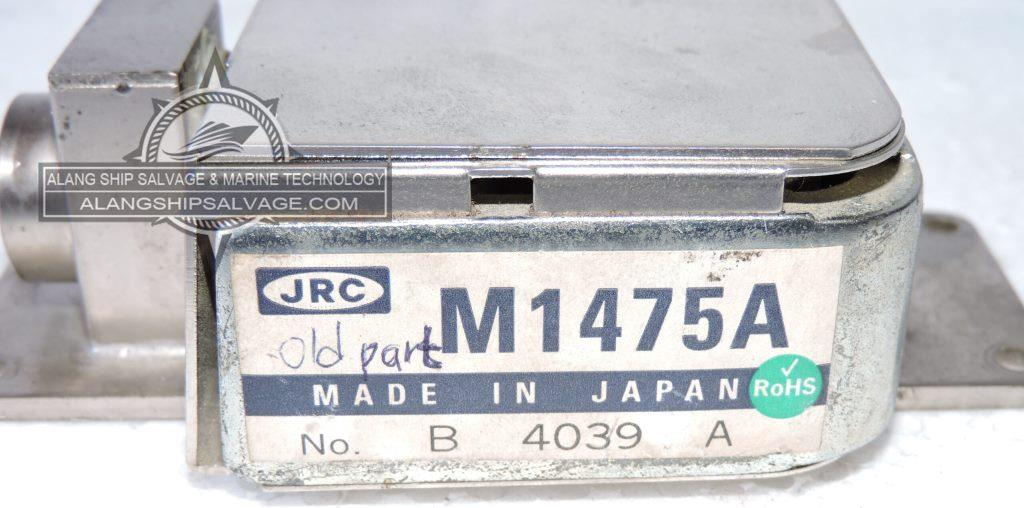 ALANG SHIP SALVAGE & MARINE TECHNOLOGY
ALANGSHIPSALVAGE.COM
JRC
M1475A
old part
MADE IN JAPAN
RoHS
No. B 4039 A